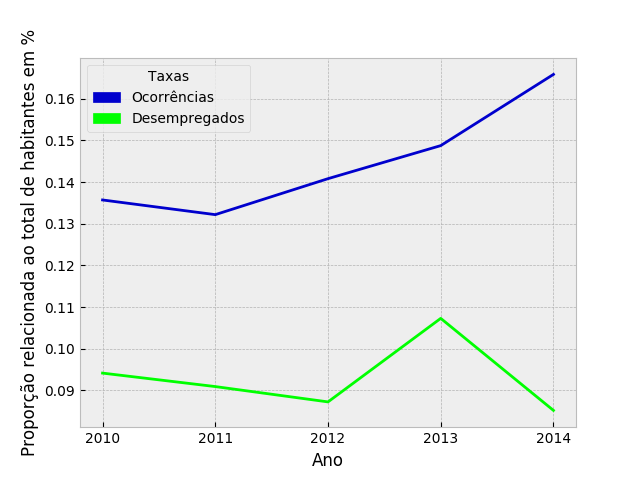 Proporção relacionada ao total de habitantes em %
Taxas
Ocorrências
Desempregados
0.16
0.15
0.14
0.13
0.12
0.11
0.10
0.09
2010 2011 2012 2013 2014
Ano